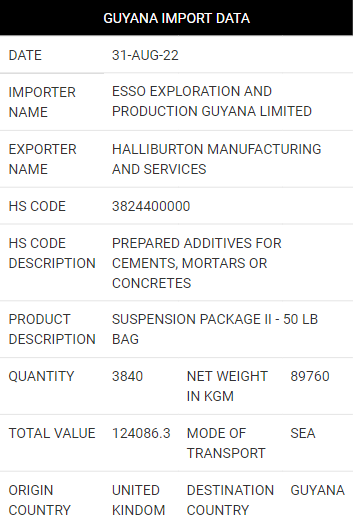 GUYANA IMPORT DATA
DATE 31-AUG-22
IMPORTER NAME ESSO EXPLORATION AND PRODUCTION GUYANA LIMITED
EXPORTER NAME HALLIBURTON MANUFACTURING AND SERVICES
HS CODE 3824400000
HS CODE DESCRIPTION PREPARED ADDITIVES FOR CEMENTS, MORTARS OR CONCRETES
PRODUCT DESCRIPTION SUSPENSION PACKAGE II - 50 LB BAG
QUANTITY 3840 NET WEIGHT IN KGM 89760
TOTAL VALUE 124086.3 MODE OF TRANSPORT SEA
ORIGIN COUNTRY UNITED KINDOM DESTINATION COUNTRY GUYANA